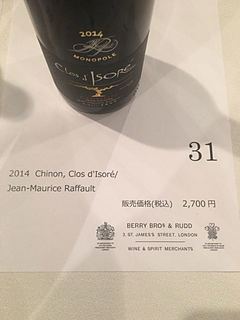 2014
MONOPOLE
Clos d'Isoré
31
2014 Chinon, Clos d'Isoré/
Jean-Maurice Raffault
販売価格(税込) 2,700円
BERRY BROS & RUDD
3, ST. JAMES'S STREET, LONDON
WINE & SPIRIT MERCHANTS